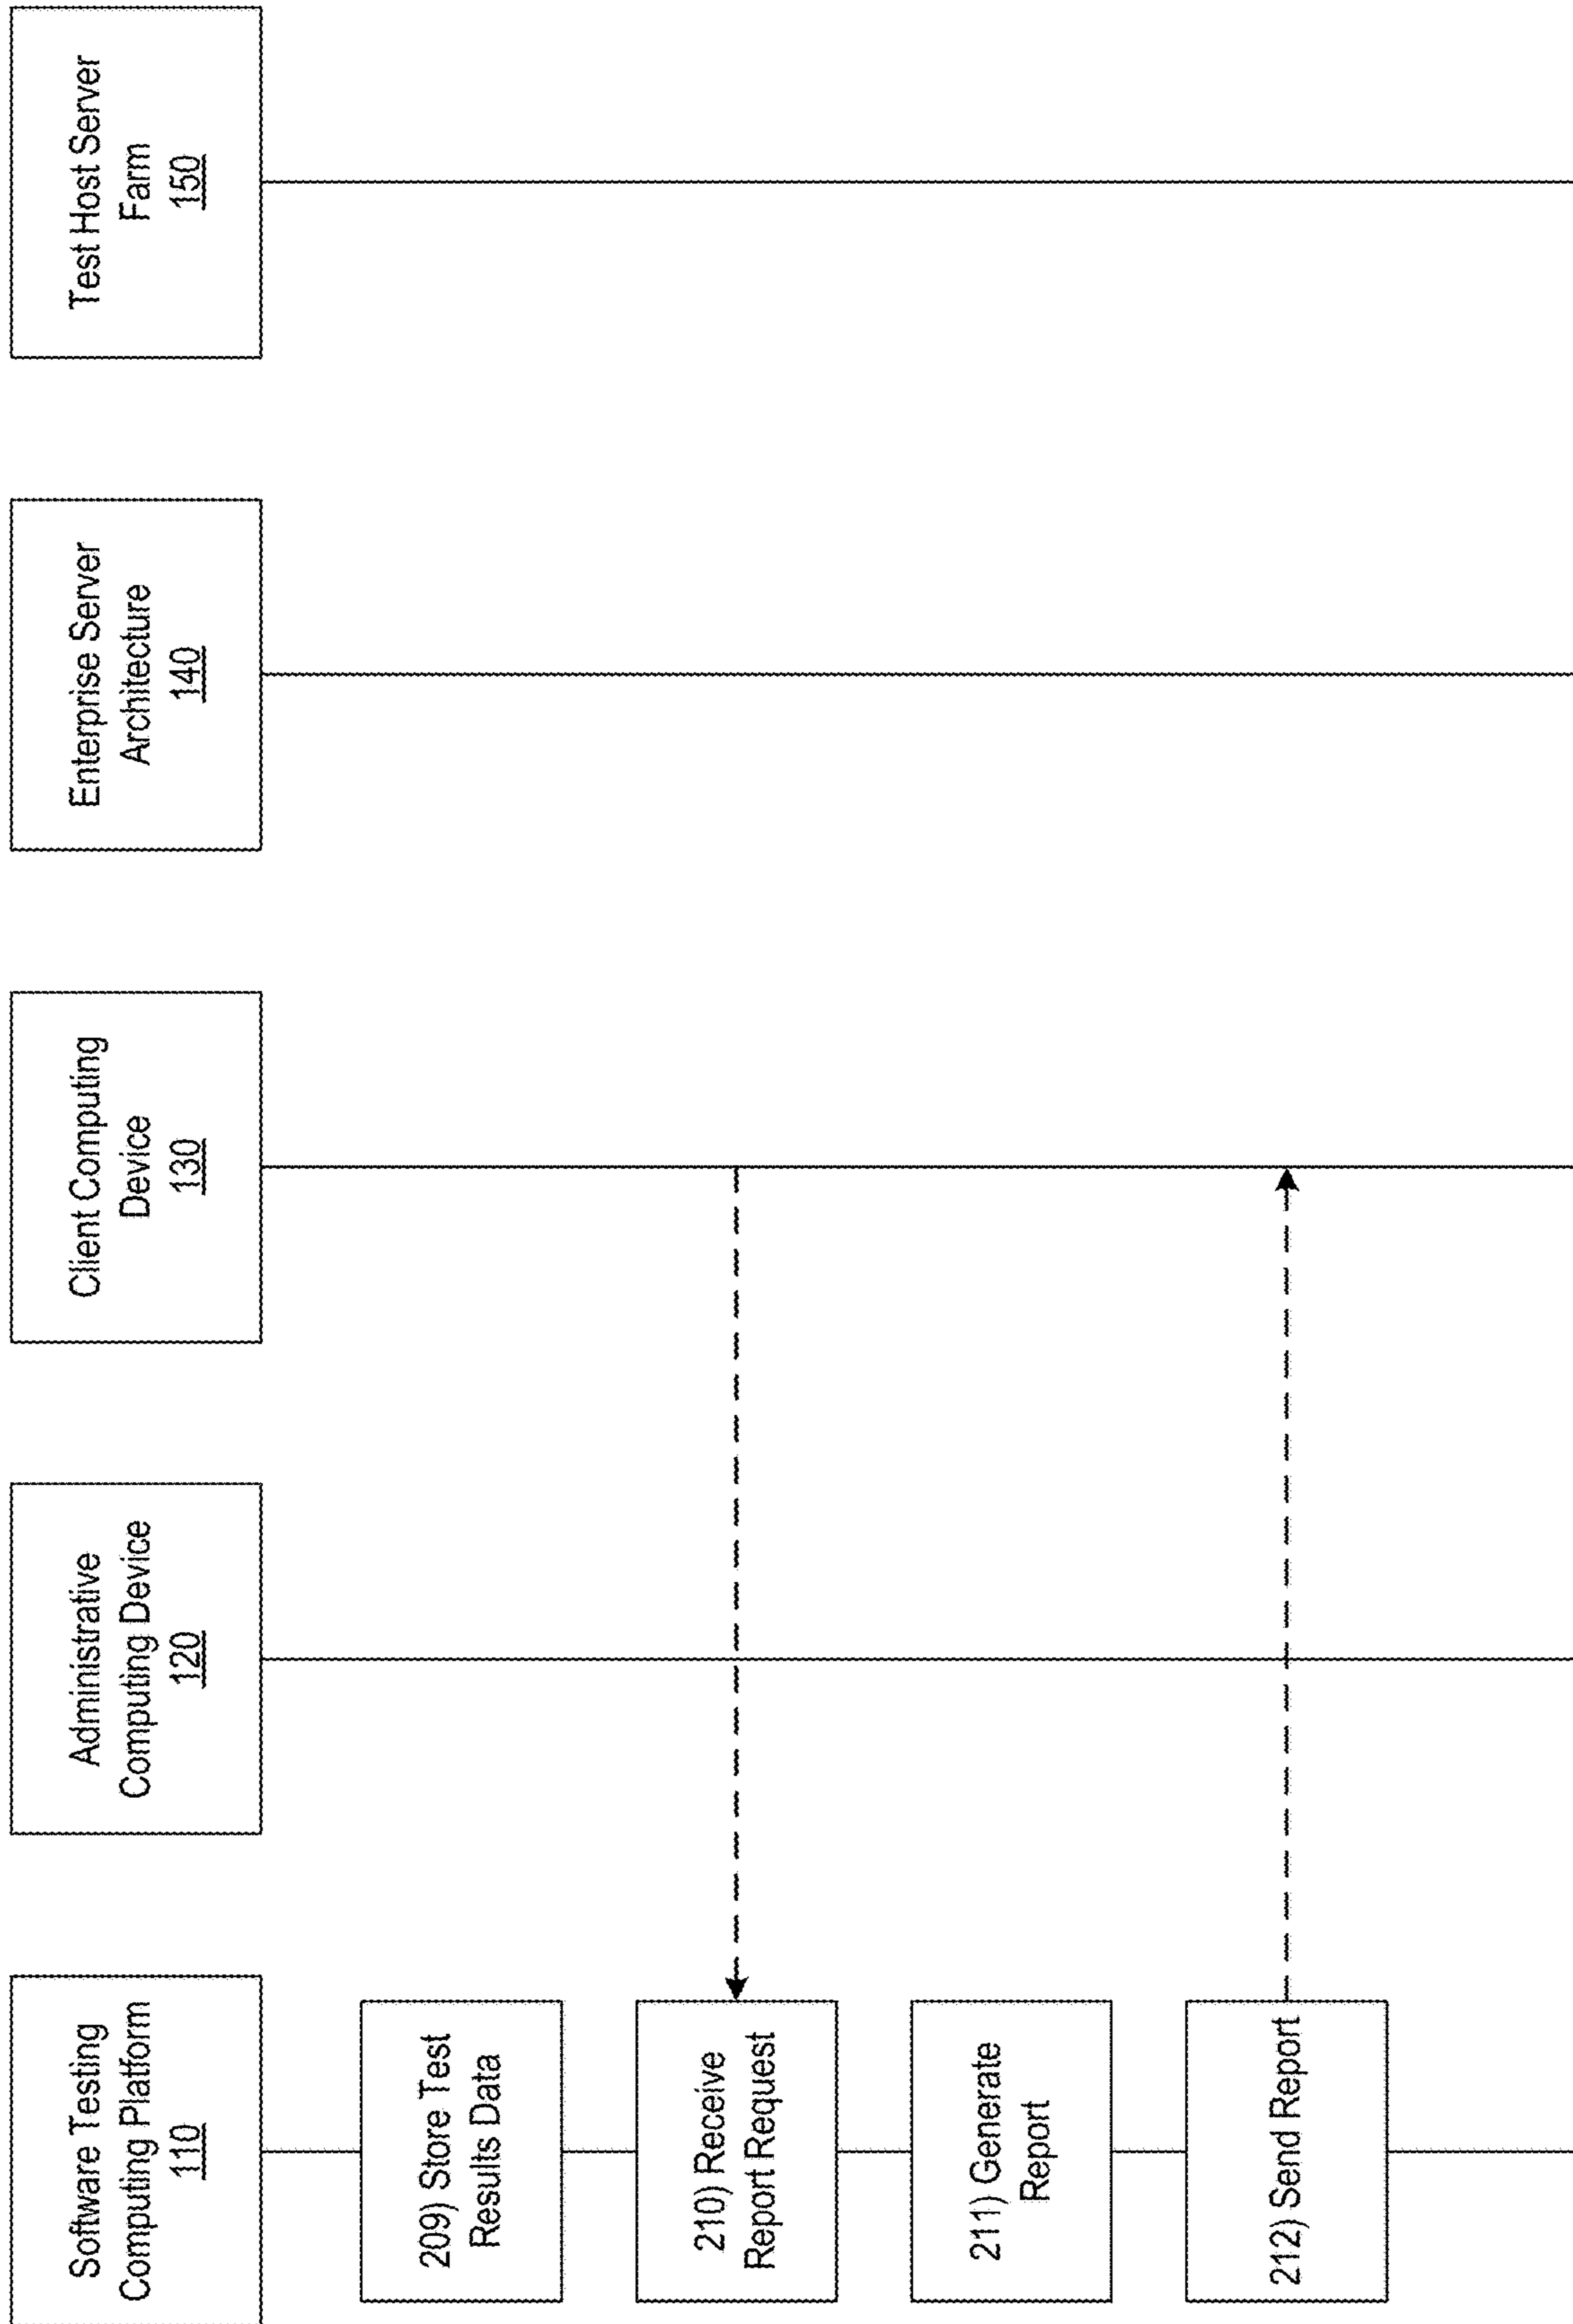 Software Testing
Computing Platform
110
Administrative
Computing Device
120
Client Computing
Device
130
Enterprise Server
Architecture
140
Test Host Server
Farm
150
209) Store Test
Results Data
210) Receive
Report Request
211) Generate
Report
212) Send Report